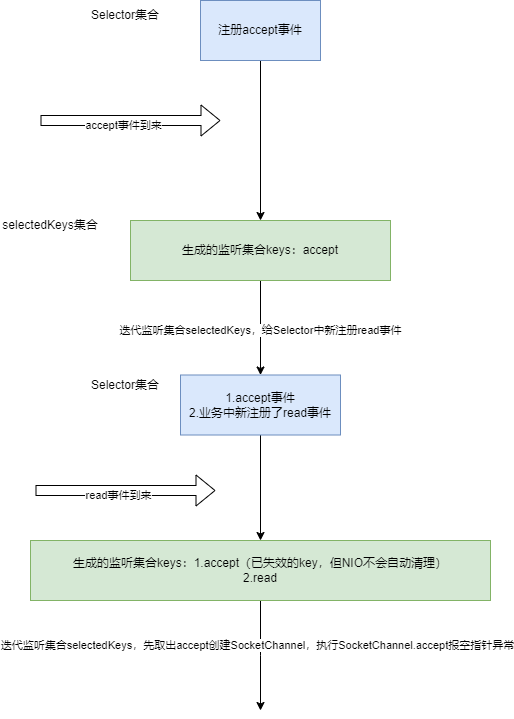 Selector集合
注册accept事件
accept事件到来
selectedKeys集合
生成的监听集合keys：accept
迭代监听集合selectedKeys，给Selector中新注册read事件
Selector集合
1.accept事件
2.业务中新注册了read事件
read事件到来
生成的监听集合keys：1.accept（已失效的key，但NIO不会自动清理）
2.read
迭代监听集合selectedKeys，先取出accept创建SocketChannel，执行SocketChannel.accept报空指针异常